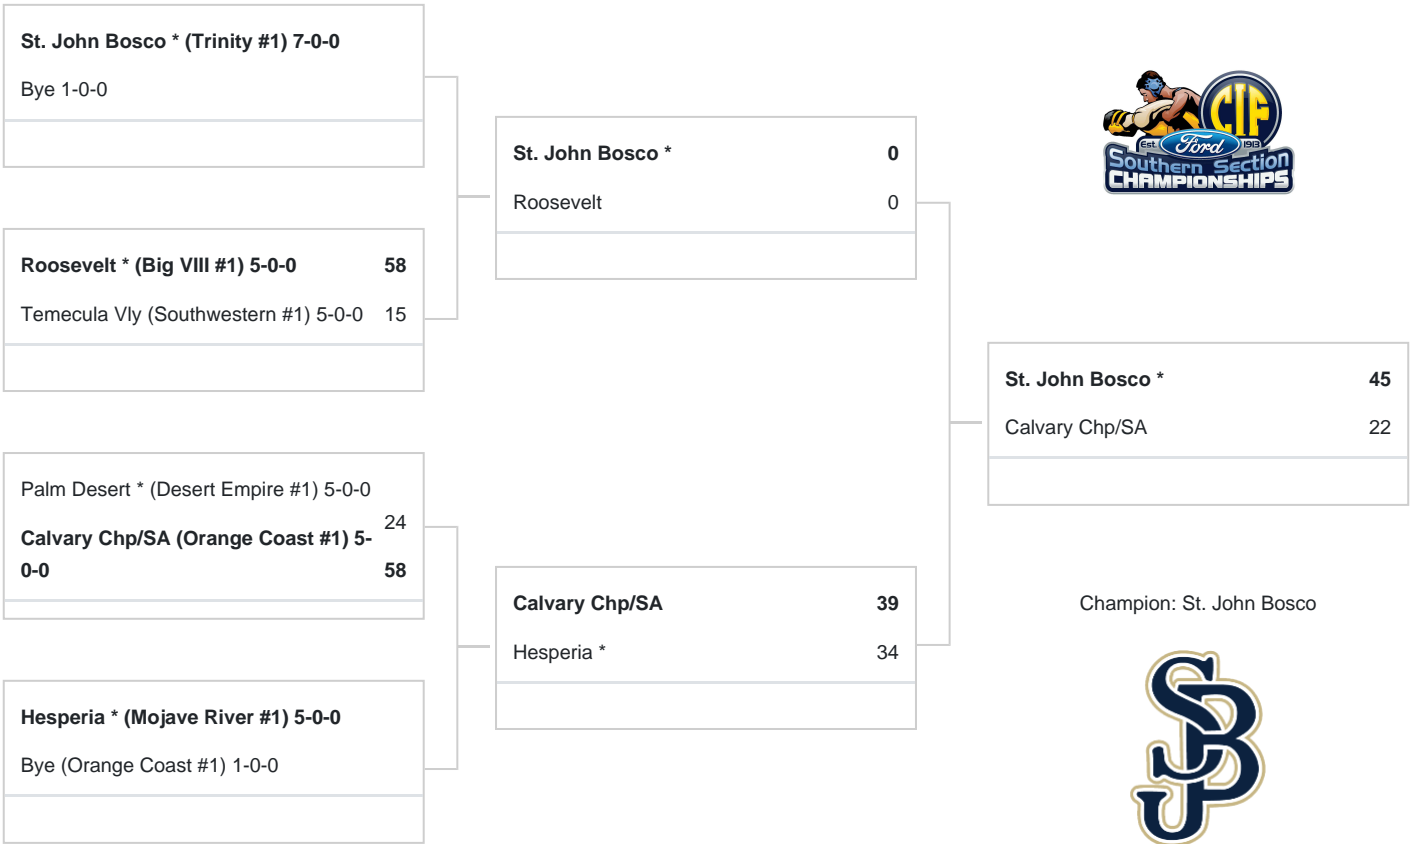 St. John Bosco * (Trinity #1) 7-0-0
Bye 1-0-0
Roosevelt * (Big VIII #1) 5-0-0 58
Temecula Vly (Southwestern #1) 5-0-0 15
Palm Desert * (Desert Empire #1) 5-0-0
24
Calvary Chp/SA (Orange Coast #1) 5-
0-0 58
Hesperia * (Mojave River #1) 5-0-0
Bye (Orange Coast #1) 1-0-0
St. John Bosco * 0
Roosevelt 0
Calvary Chp/SA 39
Hesperia * 34
CIF
Est. Ford 1913
Southern Section
CHAMPIONSHIPS
St. John Bosco * 45
Calvary Chp/SA 22
Champion: St. John Bosco
SJB